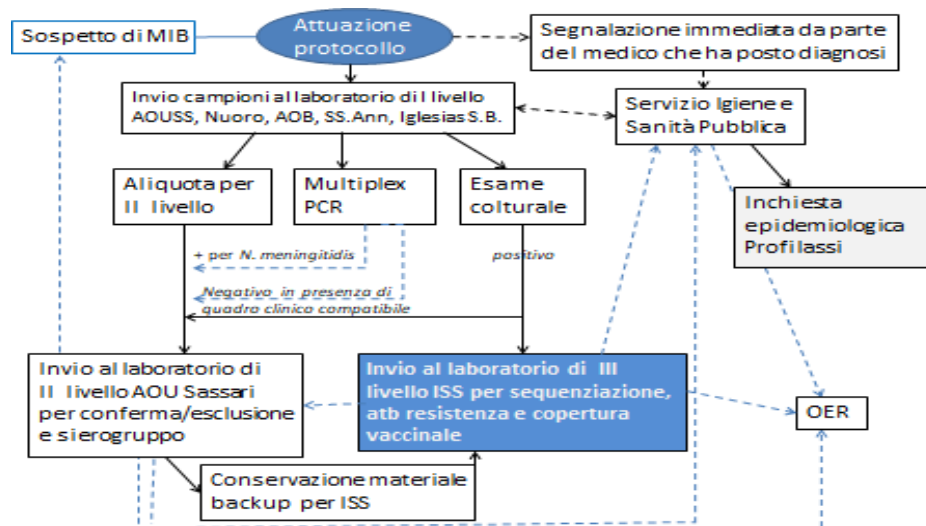 Sospetto di MIB
Attuazione
protocollo
Segnalazione immediata da parte
del medico che ha posto diagnosi
Invio campioni al laboratorio di I livello
AOUSS, Nuoro, AOB, SS.Ann, Iglesias S.B.
Servizio Igiene e
Sanità Pubblica
Aliquota per
II livello
Multiplex
PCR
Esame
colturale
Inchiesta
epidemiologica
Profilassi
+ per N. meningitidis
positivo
Negativo in presenza di
quadro clinico compatibile
Invio al laboratorio di
II livello AOU Sassari
per conferma/esclusione
e sierogruppo
Invio al laboratorio di III
livello ISS per sequenziazione,
atb resistenza e copertura
vaccinale
OER
Conservazione materiale
backup per ISS